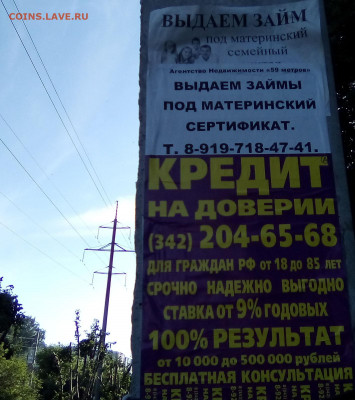 COINS.LAVE.RU
ВЫДАЕМ ЗАЙМ
под материнский
семейный
Агентство Недвижимости «59 метров»
ВЫДАЕМ ЗАЙМЫ
ПОД МАТЕРИНСКИЙ
СЕРТИФИКАТ.
Т. 8-919-718-47-41.
КРЕДИТ
НА ДОВЕРИИ
(342) 204-65-68
ДЛЯ ГРАЖДАН РФ от 18 до 85 лет
СРОЧНО НАДЕЖНО ВЫГОДНО
СТАВКА от 9% ГОДОВЫХ
100% РЕЗУЛЬТАТ
от 10 000 до 500 000 рублей
БЕСПЛАТНАЯ КОНСУЛЬТАЦИЯ